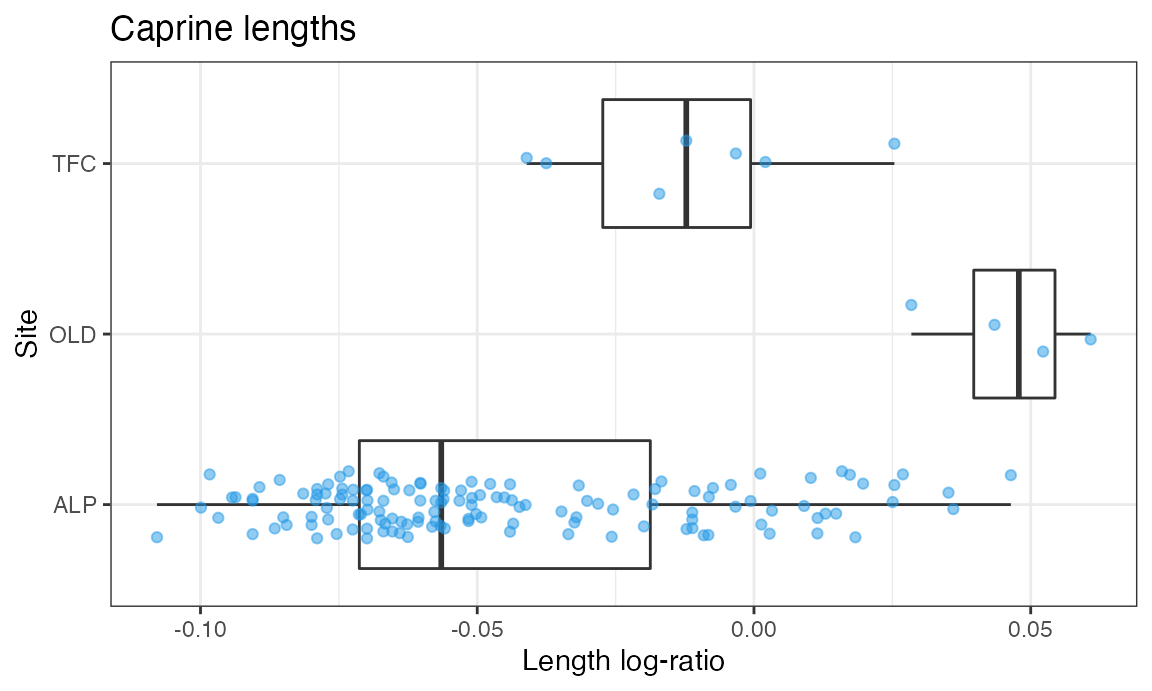 Caprine lengths
Site
TFC
OLD
ALP
-0.10 -0.05 0.00 0.05
Length log-ratio